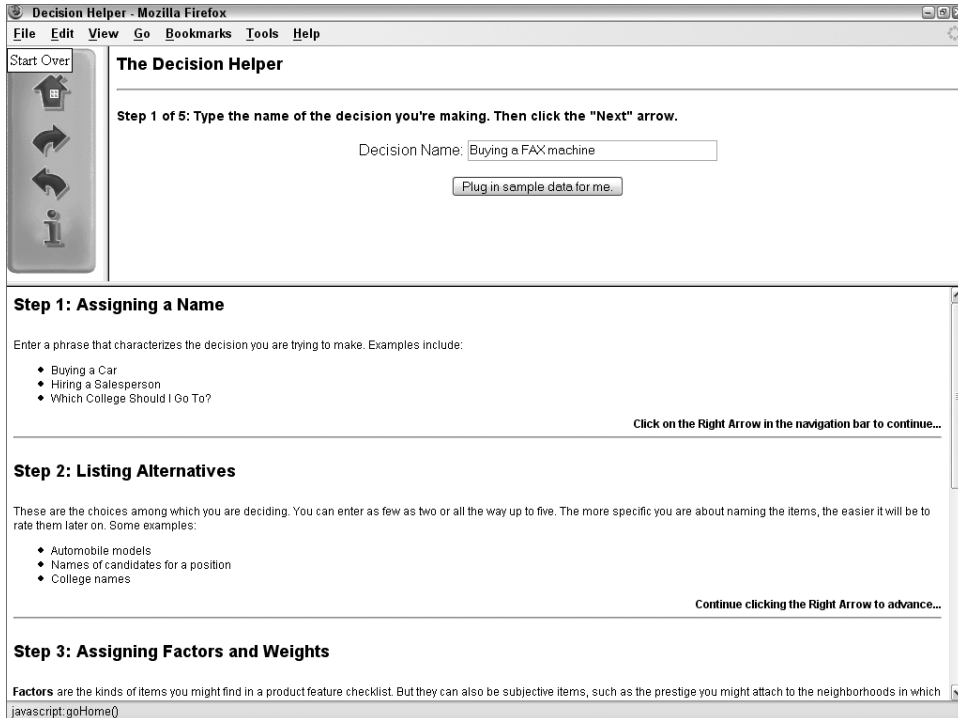 Decision Helper - Mozilla Firefox
File Edit View Go Bookmarks Tools Help
Start Over
The Decision Helper
Step 1 of 5: Type the name of the decision you're making. Then click the "Next" arrow.
Decision Name: Buying a FAX machine
Plug in sample data for me.
Step 1: Assigning a Name
Enter a phrase that characterizes the decision you are trying to make. Examples include:
Buying a Car
Hiring a Salesperson
Which College Should I Go To?
Click on the Right Arrow in the navigation bar to continue...
Step 2: Listing Alternatives
These are the choices among which you are deciding. You can enter as few as two or all the way up to five. The more specific you are about naming the items, the easier it will be to
rate them later on. Some examples:
Automobile models
Names of candidates for a position
College names
Continue clicking the Right Arrow to advance...
Step 3: Assigning Factors and Weights
Factors are the kinds of items you might find in a product feature checklist. But they can also be subjective items, such as the prestige you might attach to the neighborhoods in which
javascript:goHome()